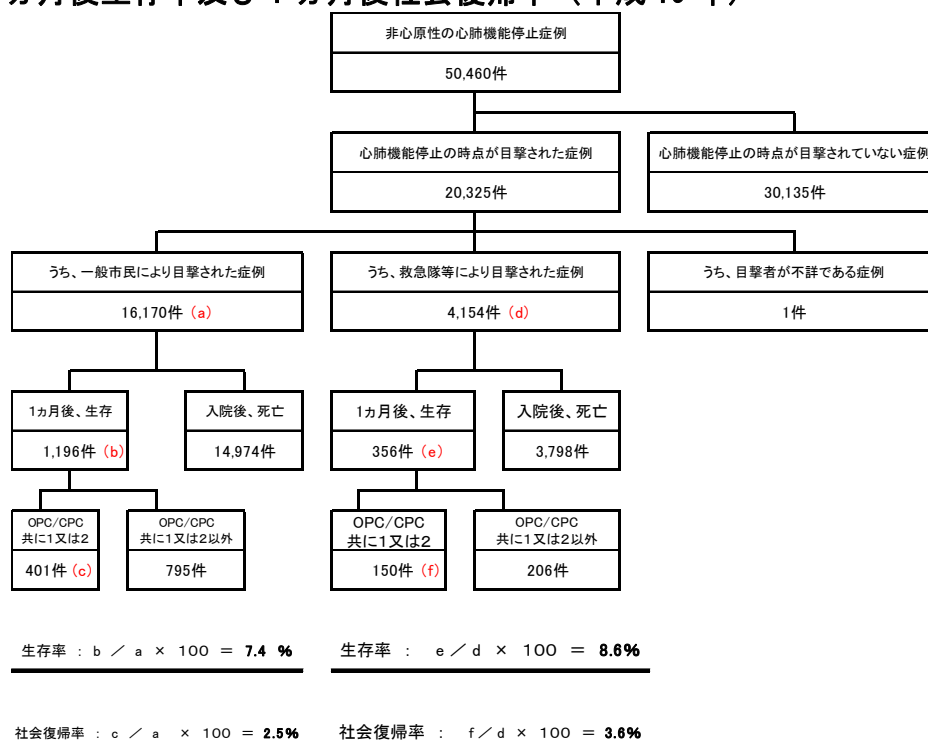 非心原性の心肺機能停止症例
50,460件
心肺機能停止の時点が目撃された症例
20,325件
心肺機能停止の時点が目撃されていない症例
30,135件
うち、一般市民により目撃された症例
16,170件 (a)
うち、救急隊等により目撃された症例
4,154件 (d)
うち、目撃者が不詳である症例
1件
1ヵ月後、生存
1,196件 (b)
入院後、死亡
14,974件
1ヵ月後、生存
356件 (e)
入院後、死亡
3,798件
OPC/CPC
共に1又は2
401件 (c)
OPC/CPC
共に1又は2以外
795件
OPC/CPC
共に1又は2
150件 (f)
OPC/CPC
共に1又は2以外
206件
生存率 : b / a × 100 = 7.4 %
生存率 : e / d × 100 = 8.6%
社会復帰率 : c / a × 100 = 2.5%
社会復帰率 : f / d × 100 = 3.6%